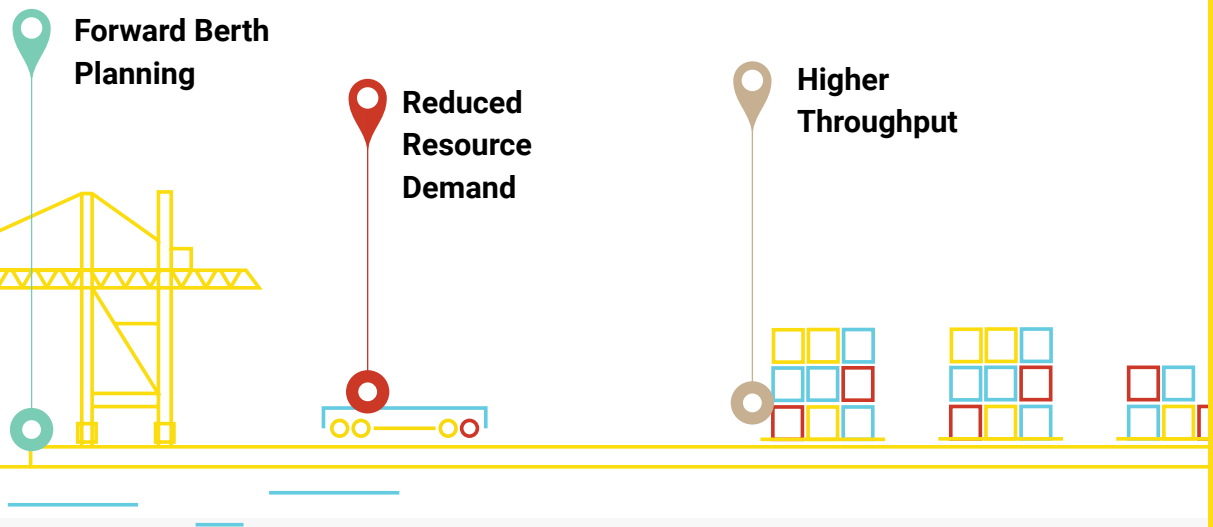 Forward Berth
Planning
Reduced
Resource
Demand
Higher
Throughput